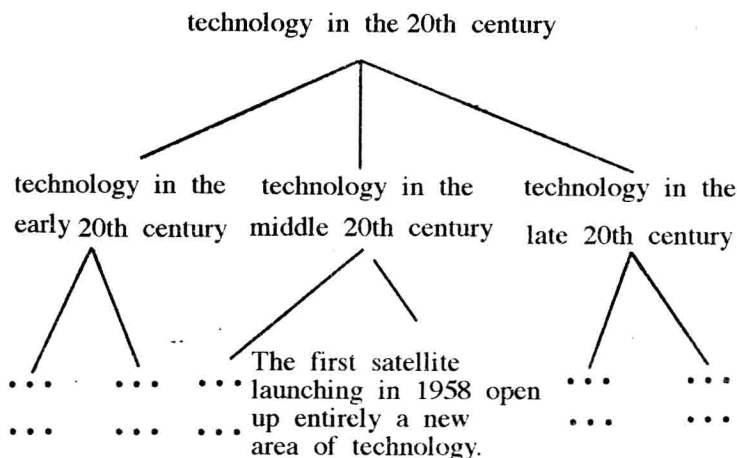 technology in the 20th century
technology in the technology in the technology in the
early 20th century middle 20th century late 20th century
The first satellite
••• ••• ••• launching in 1958 open ••• •••
up entirely a new
••• ••• ••• area of technology. ••• •••